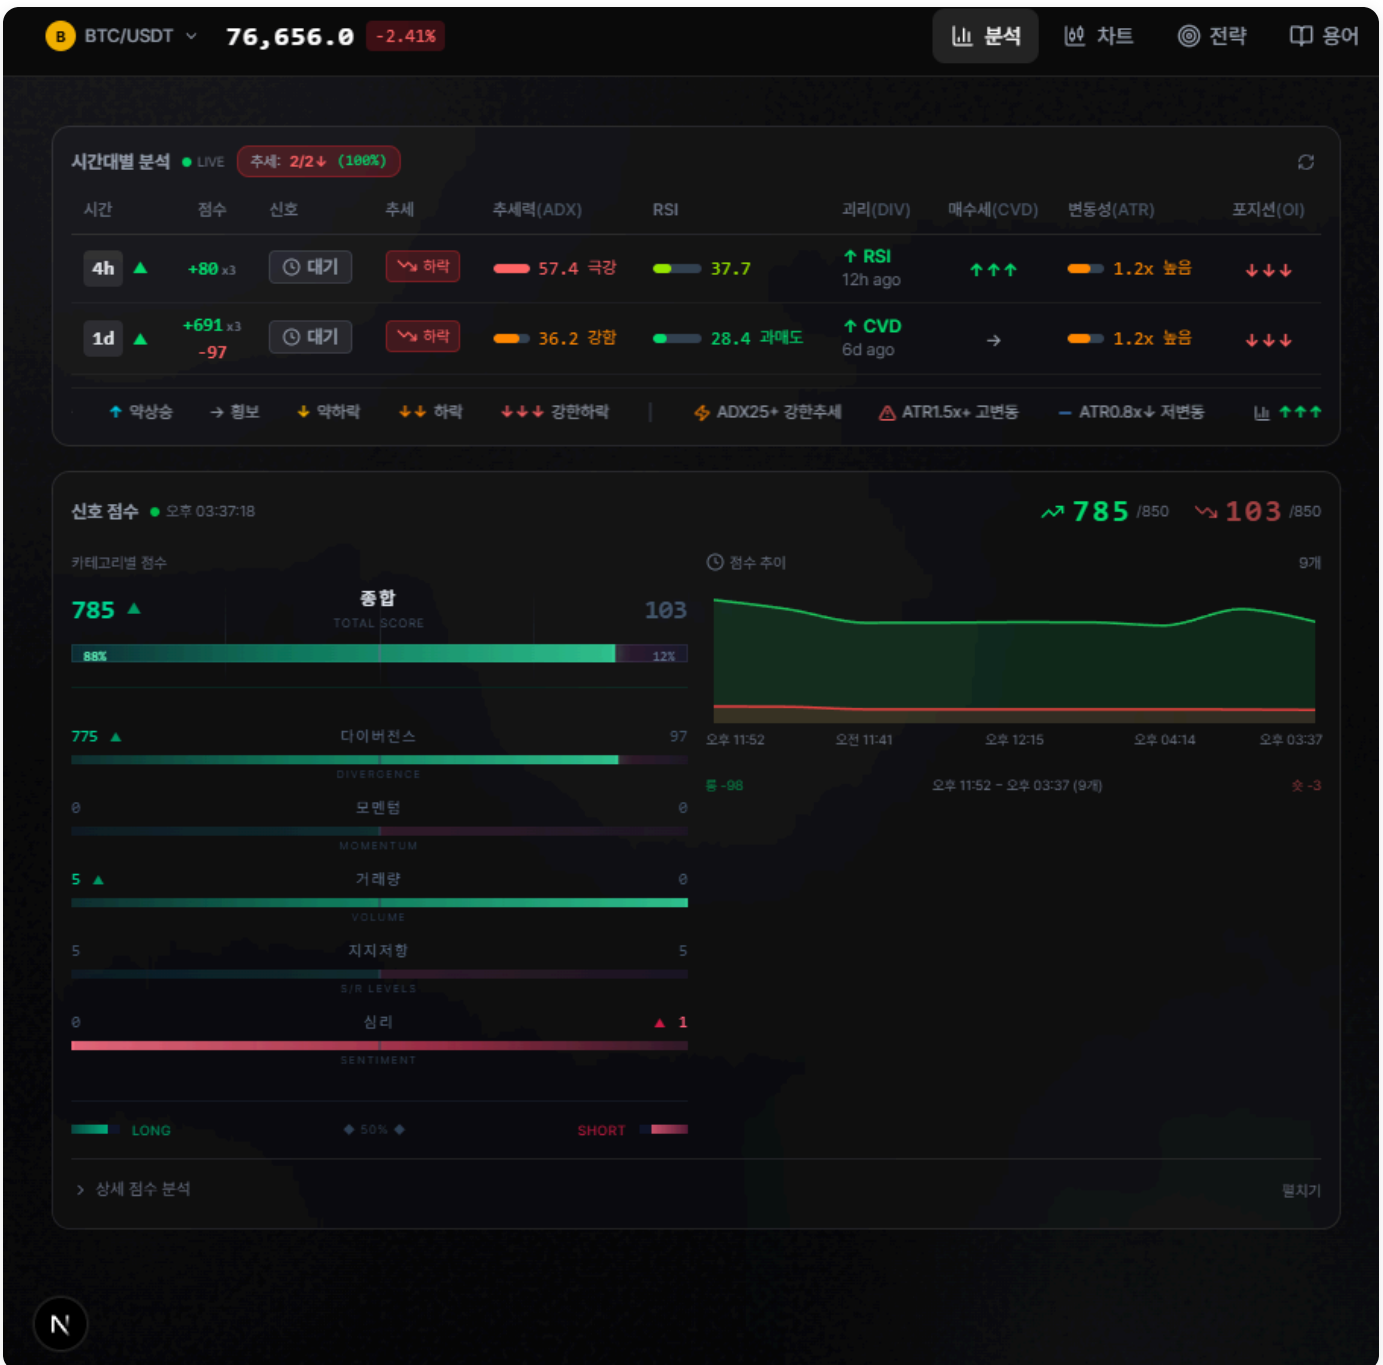 B BTC/USDT 76,656.0 -2.41% 분석 차트 전략 용어
시간대별 분석 LIVE 추세: 2/2↓ (100%)
시간 점수 신호 추세 추세력(ADX) RSI 괴리(DIV) 매수세(CVD) 변동성(ATR) 포지션(OI)
4h ▲ +80 x3 대기 하락 57.4 극강 37.7 ↑ RSI ↑↑↑ 1.2x 높음 ↓↓↓
12h ago
1d ▲ +691 x3 대기 하락 36.2 강함 28.4 과매도 ↑ CVD → 1.2x 높음 ↓↓↓
-97 6d ago
↑ 약상승 → 횡보 ↓ 약하락 ↓↓ 하락 ↓↓↓ 강한하락 | ADX25+ 강한추세 ATR1.5x+ 고변동 — ATR0.8x↓ 저변동 ↑↑↑
신호 점수 오후 03:37:18 785 /850 103 /850
카테고리별 점수
785 ▲ 종합 103
TOTAL SCORE
88% 12%
775 ▲ 다이버전스 97
DIVERGENCE
0 모멘텀 0
MOMENTUM
5 ▲ 거래량 0
VOLUME
5 지지저항 5
S/R LEVELS
0 심리 ▲ 1
SENTIMENT
LONG ◆ 50% ◆ SHORT
점수 추이 9개
오후 11:52 오전 11:41 오후 12:15 오후 04:14 오후 03:37
롱 -98 오후 11:52 ~ 오후 03:37 (9개) 숏 -3
> 상세 점수 분석 펼치기
N